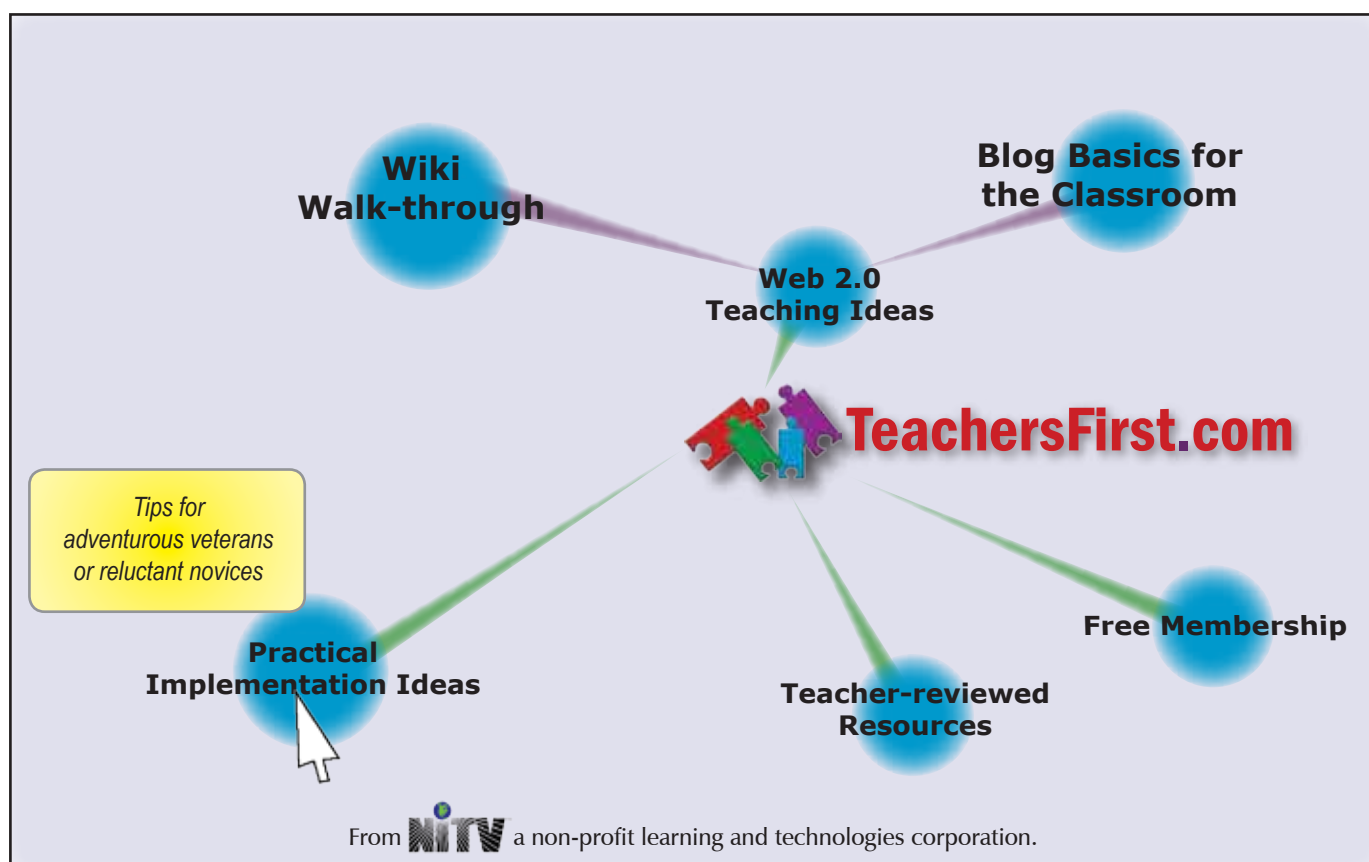 Wiki
Walk-through
Blog Basics for
the Classroom
Web 2.0
Teaching Ideas
TeachersFirst.com
Tips for
adventurous veterans
or reluctant novices
Practical
Implementation Ideas
Free Membership
Teacher-reviewed
Resources
From NiTV a non-profit learning and technologies corporation.